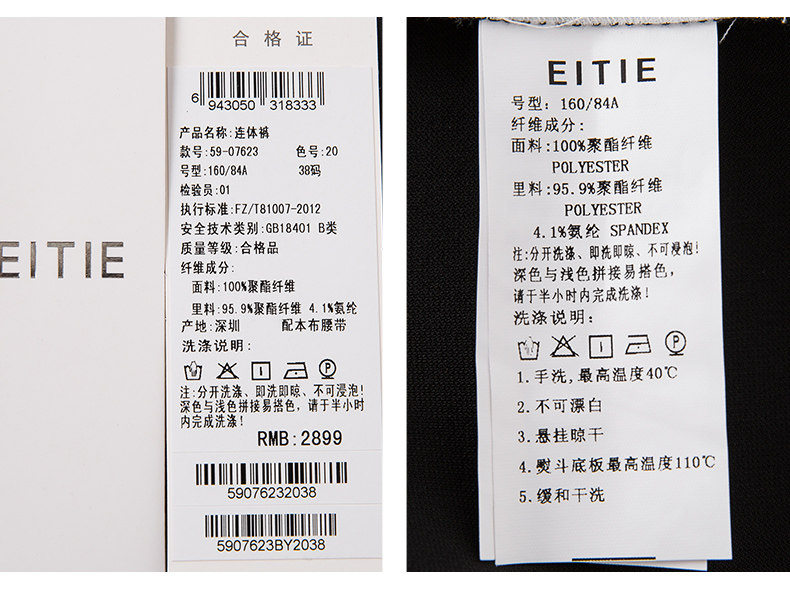 EITIE
合格证
6 943050 318333
产品名称:连体裤
款号:59-07623 色号:20
号型:160/84A 38码
检验员:01
执行标准:FZ/T81007-2012
安全技术类别:GB18401 B类
质量等级:合格品
纤维成分:
面料:100%聚酯纤维
里料:95.9%聚酯纤维 4.1%氨纶
产地:深圳 配本布腰带
洗涤说明:
P
注:分开洗涤、即洗即晾、不可浸泡!
深色与浅色拼接易搭色,请于半小时
内完成洗涤!
RMB:2899
59076232038
5907623BY2038
EITIE
号型: 160/84A
纤维成分:
面料:100%聚酯纤维
POLYESTER
里料:95.9%聚酯纤维
POLYESTER
4.1%氨纶 SPANDEX
注:分开洗涤、即洗即晾、不可浸泡!
深色与浅色拼接易搭色,
请于半小时内完成洗涤!
洗涤说明:
P
1.手洗,最高温度40℃
2.不可漂白
3.悬挂晾干
4.熨斗底板最高温度110℃
5.缓和干洗